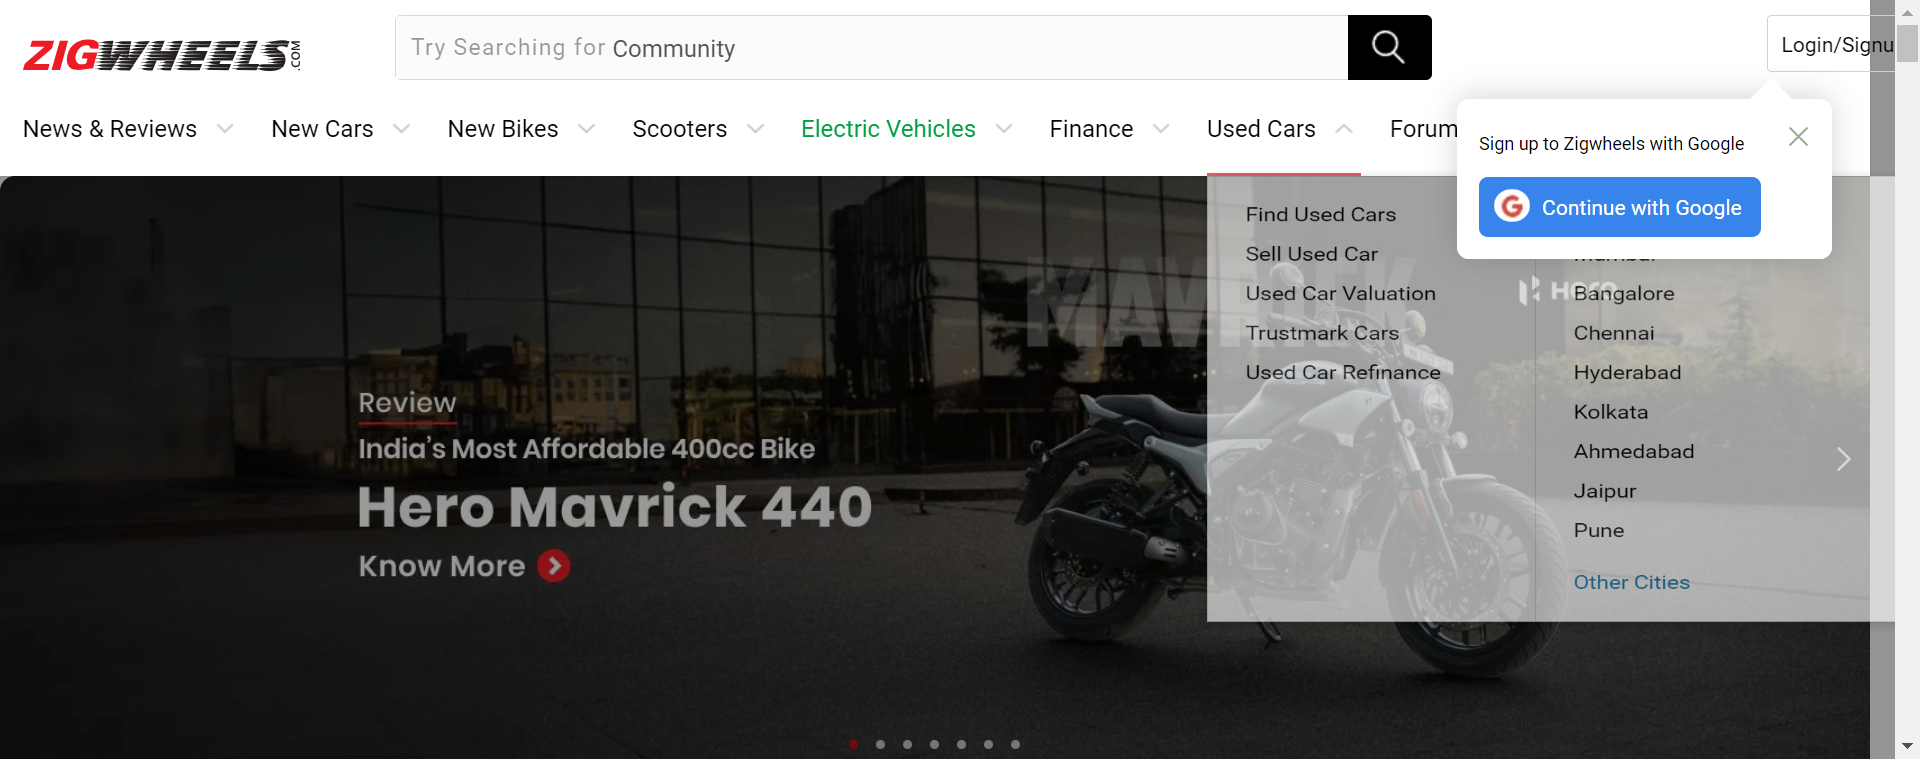 ZIGWHEELS.COM
Try Searching for Community
Login/Signu
News & Reviews
New Cars
New Bikes
Scooters
Electric Vehicles
Finance
Used Cars
Forum
Sign up to Zigwheels with Google
Continue with Google
Find Used Cars
Sell Used Car
Used Car Valuation
Trustmark Cars
Used Car Refinance
Mumbai
Bangalore
Chennai
Hyderabad
Kolkata
Ahmedabad
Jaipur
Pune
Other Cities
MAVRICK
Hero
Review
India's Most Affordable 400cc Bike
Hero Mavrick 440
Know More